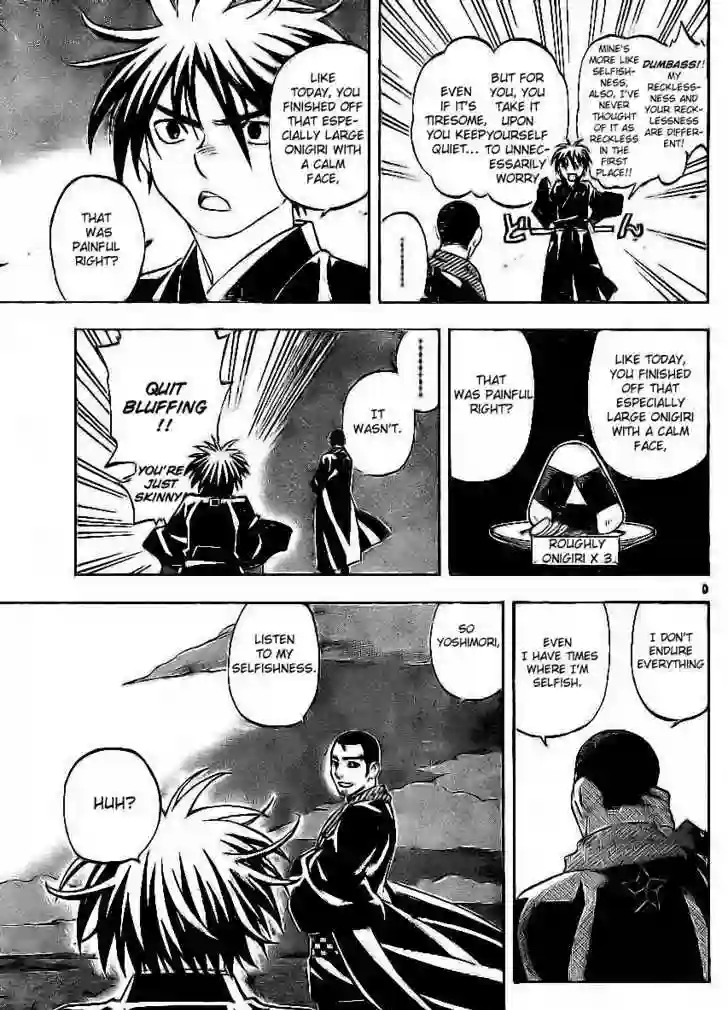 DUMBASS!!
MY
RECKLESS-
NESS AND
YOUR RECK-
LESSNESS
ARE DIFFER-
ENT!
MINE'S
MORE LIKE
SELFISH-
NESS,
ALSO, I'VE
NEVER
THOUGHT
OF IT AS
RECKLESS
IN THE
FIRST
PLACE!!
BUT FOR
YOU, YOU
TAKE IT
UPON
YOURSELF
TO UNNEC-
ESSARILY
WORRY
EVEN
IF IT'S
TIRESOME,
YOU KEEP
QUIET...
どん
LIKE
TODAY, YOU
FINISHED OFF
THAT ESPE-
CIALLY LARGE
ONIGIRI WITH
A CALM
FACE,
THAT
WAS
PAINFUL
RIGHT?
LIKE TODAY,
YOU FINISHED
OFF THAT
ESPECIALLY
LARGE ONIGIRI
WITH A CALM
FACE,
THAT
WAS PAINFUL
RIGHT?
ROUGHLY
ONIGIRI X 3
IT
WASN'T.
QUIT
BLUFFING
!!
YOU'RE
JUST
SKINNY!
I DON'T
ENDURE
EVERYTHING
EVEN
I HAVE TIMES
WHERE I'M
SELFISH.
SO
YOSHIMORI,
LISTEN
TO MY
SELFISHNESS.
HUH?